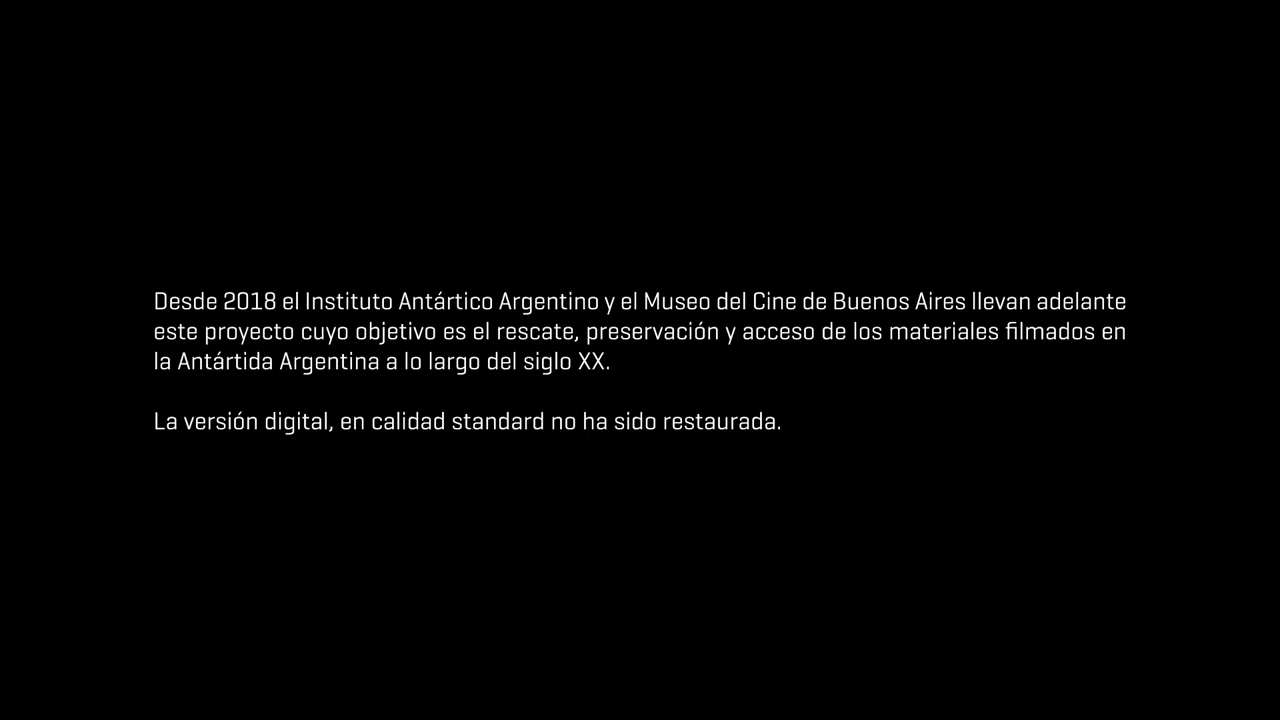 Desde 2018 el Instituto Antártico Argentino y el Museo del Cine de Buenos Aires llevan adelante
este proyecto cuyo objetivo es el rescate, preservación y acceso de los materiales filmados en
la Antártida Argentina a lo largo del siglo XX.
La versión digital, en calidad standard no ha sido restaurada.